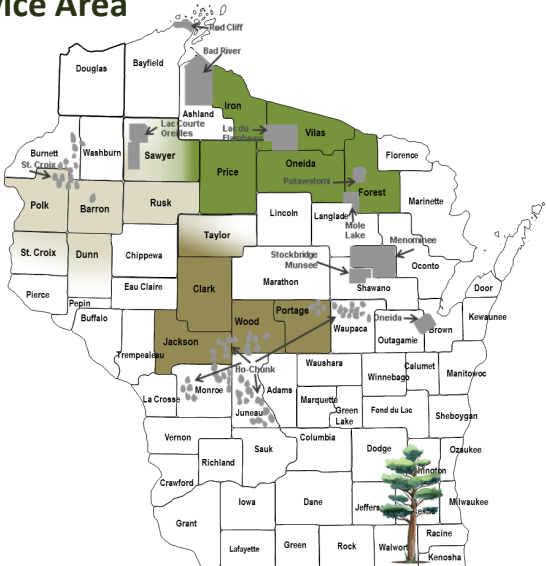 vice Area
Red Cliff
Bad River
Douglas
Bayfield
Ashland
Iron
Lac Courte
Oreilles
Lac du
Flambeau
Vilas
Burnett
Washburn
Sawyer
St. Croix
Price
Oneida
Florence
Potawatomi
Forest
Polk
Barron
Rusk
Lincoln
Langlade
Marinette
Mole
Lake
Taylor
Menominee
St. Croix
Dunn
Chippewa
Stockbridge
Munsee
Marathon
Oconto
Shawano
Pierce
Eau Claire
Clark
Door
Pepin
Buffalo
Wood
Portage
Waupaca
Oneida
Brown
Kewaunee
Outagamie
Trempealeau
Jackson
Ho-Chunk
Waushara
Calumet
Winnebago
Manitowoc
La Crosse
Monroe
Adams
Juneau
Marquette
Green
Lake
Fond du Lac
Sheboygan
Vernon
Sauk
Columbia
Dodge
Ozaukee
Richland
ington
Crawford
Iowa
Dane
Jeffers
Milwaukee
Grant
Racine
Lafayette
Green
Rock
Walwor
Kenosha